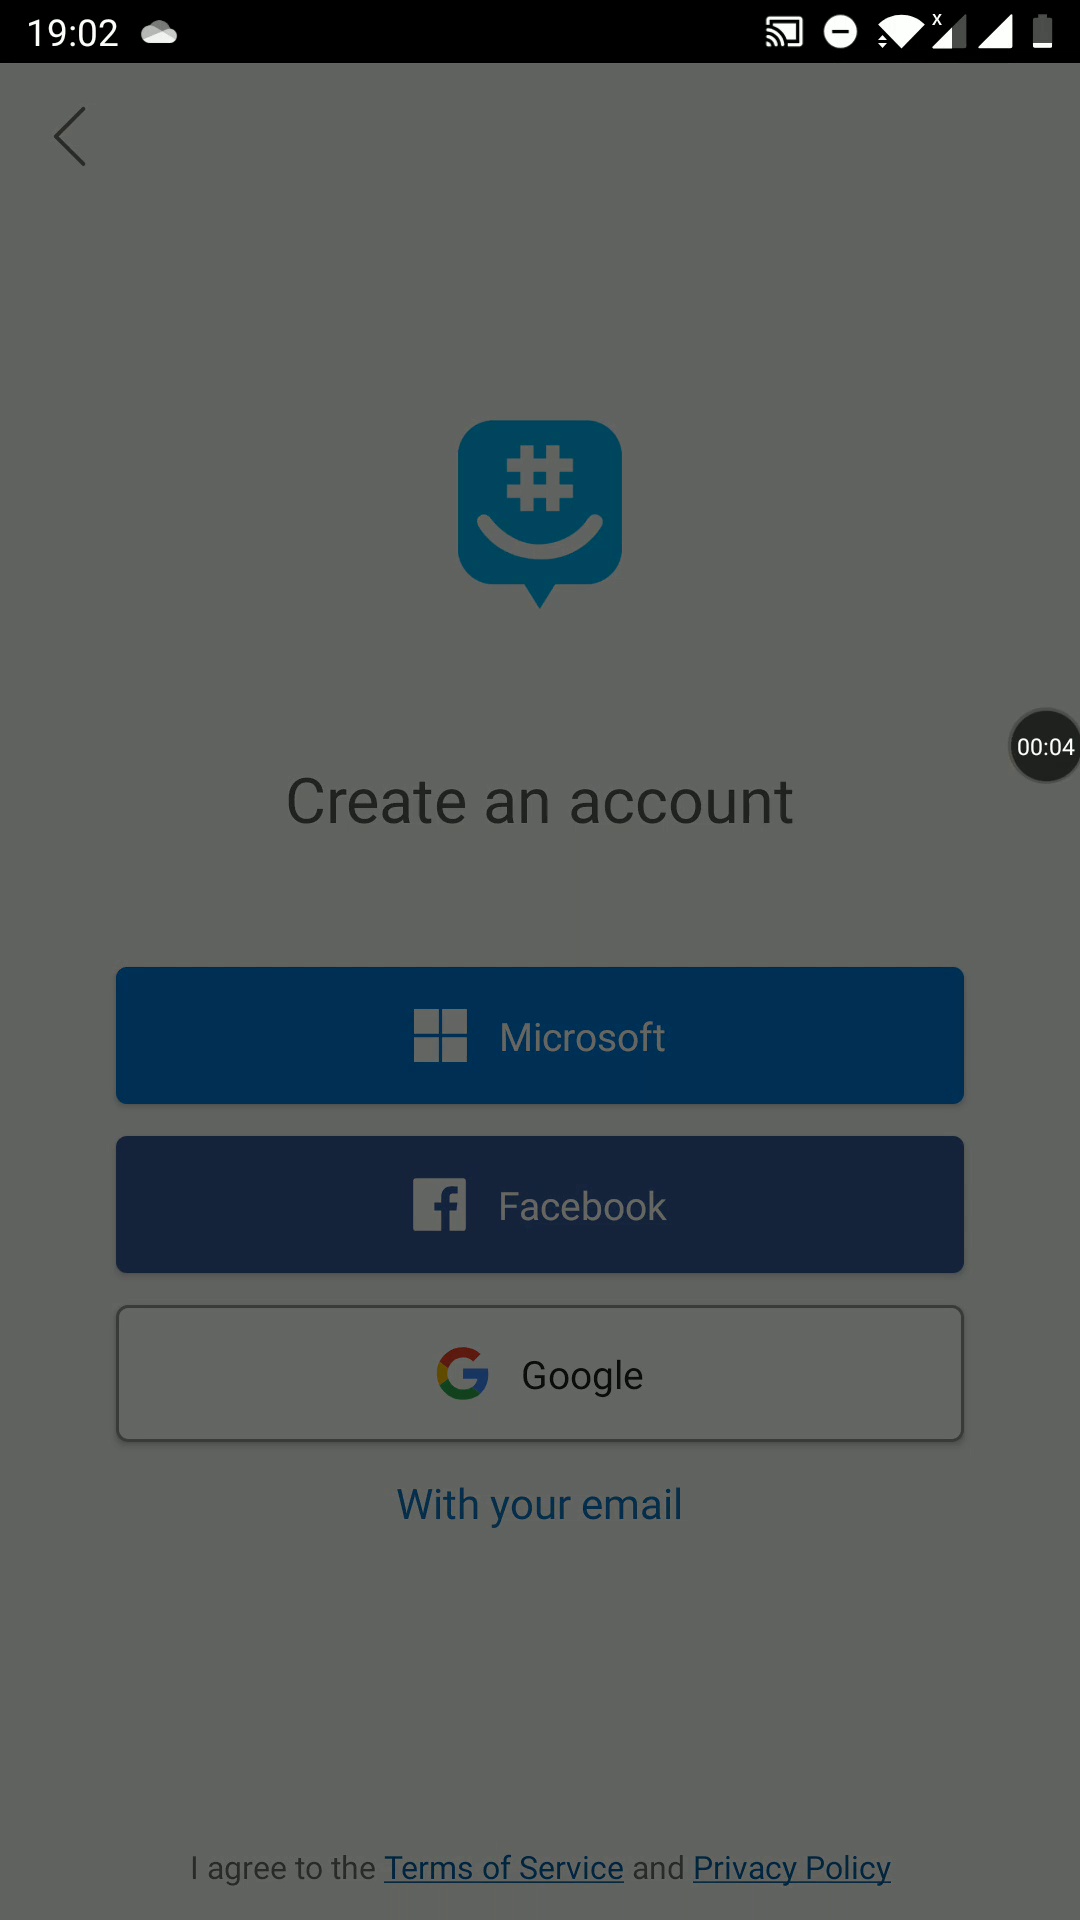 19:02
x
00:04
#
Create an account
Microsoft
Facebook
Google
With your email
I agree to the Terms of Service and Privacy Policy